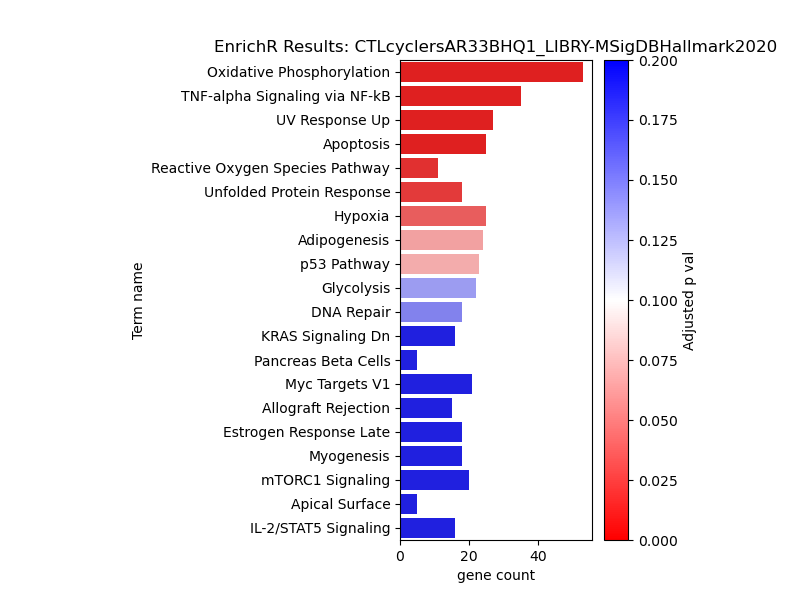 EnrichR Results: CTLcyclersAR33BHQ1_LIBRY-MSigDBHallmark2020
Oxidative Phosphorylation
TNF-alpha Signaling via NF-kB
UV Response Up
Apoptosis
Reactive Oxygen Species Pathway
Unfolded Protein Response
Hypoxia
Adipogenesis
p53 Pathway
Glycolysis
DNA Repair
KRAS Signaling Dn
Pancreas Beta Cells
Myc Targets V1
Allograft Rejection
Estrogen Response Late
Myogenesis
mTORC1 Signaling
Apical Surface
IL-2/STAT5 Signaling
Term name
0 20 40
gene count
0.200
0.175
0.150
0.125
0.100
0.075
0.050
0.025
0.000
Adjusted p val